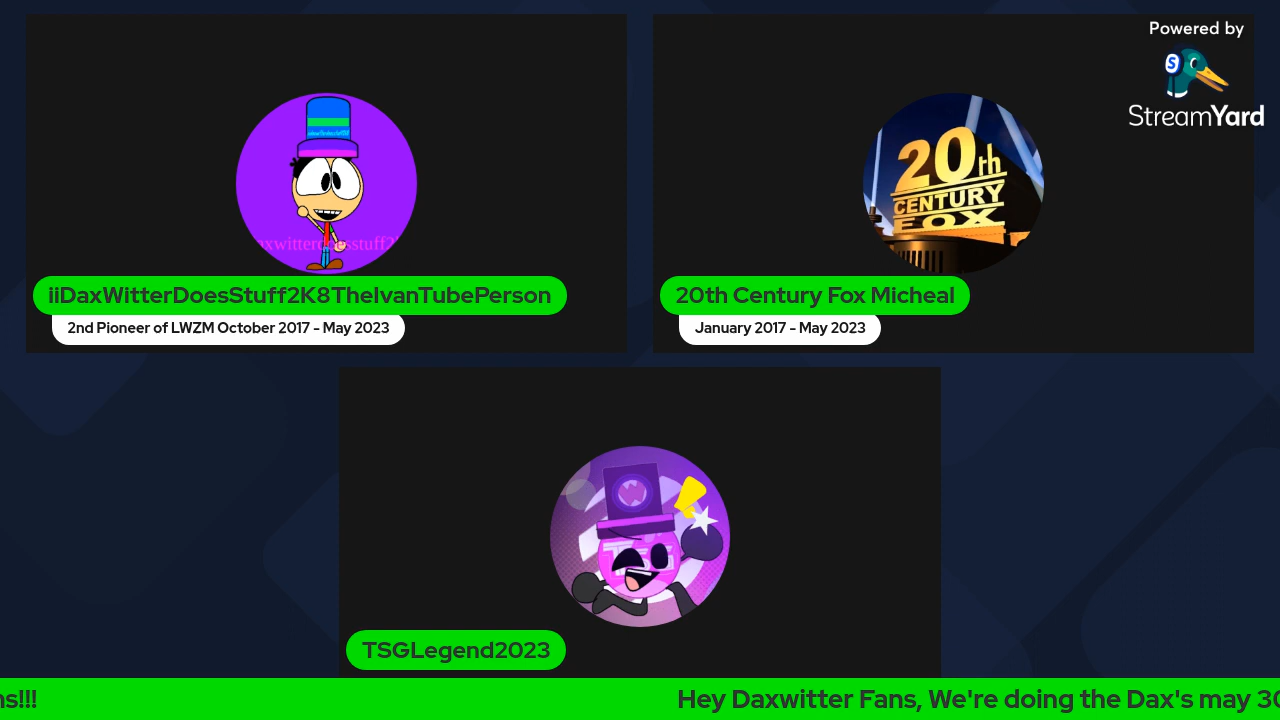 Powered by
StreamYard
iiDaxWitterDoesStuff2K8TheIvanTubePerson
2nd Pioneer of LWZM October 2017 - May 2023
20th
CENTURY
FOX
20th Century Fox Micheal
January 2017 - May 2023
TSGLegend2023
ns!!!
Hey Daxwitter Fans, We're doing the Dax's may 30